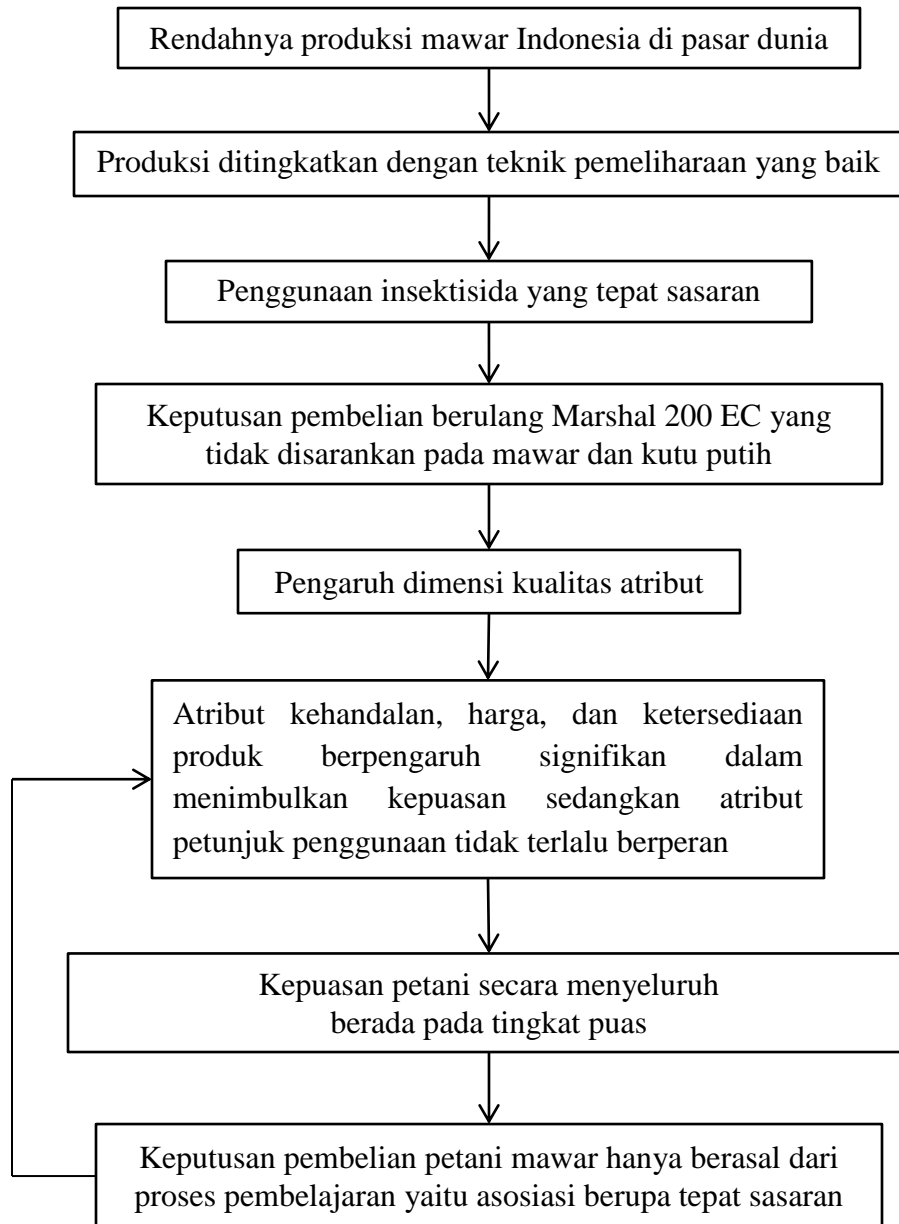 Rendahnya produksi mawar Indonesia di pasar dunia
Produksi ditingkatkan dengan teknik pemeliharaan yang baik
Penggunaan insektisida yang tepat sasaran
Keputusan pembelian berulang Marshal 200 EC yang
tidak disarankan pada mawar dan kutu putih
Pengaruh dimensi kualitas atribut
Atribut kehandalan, harga, dan ketersediaan
produk berpengaruh signifikan dalam
menimbulkan kepuasan sedangkan atribut
petunjuk penggunaan tidak terlalu berperan
Kepuasan petani secara menyeluruh
berada pada tingkat puas
Keputusan pembelian petani mawar hanya berasal dari
proses pembelajaran yaitu asosiasi berupa tepat sasaran